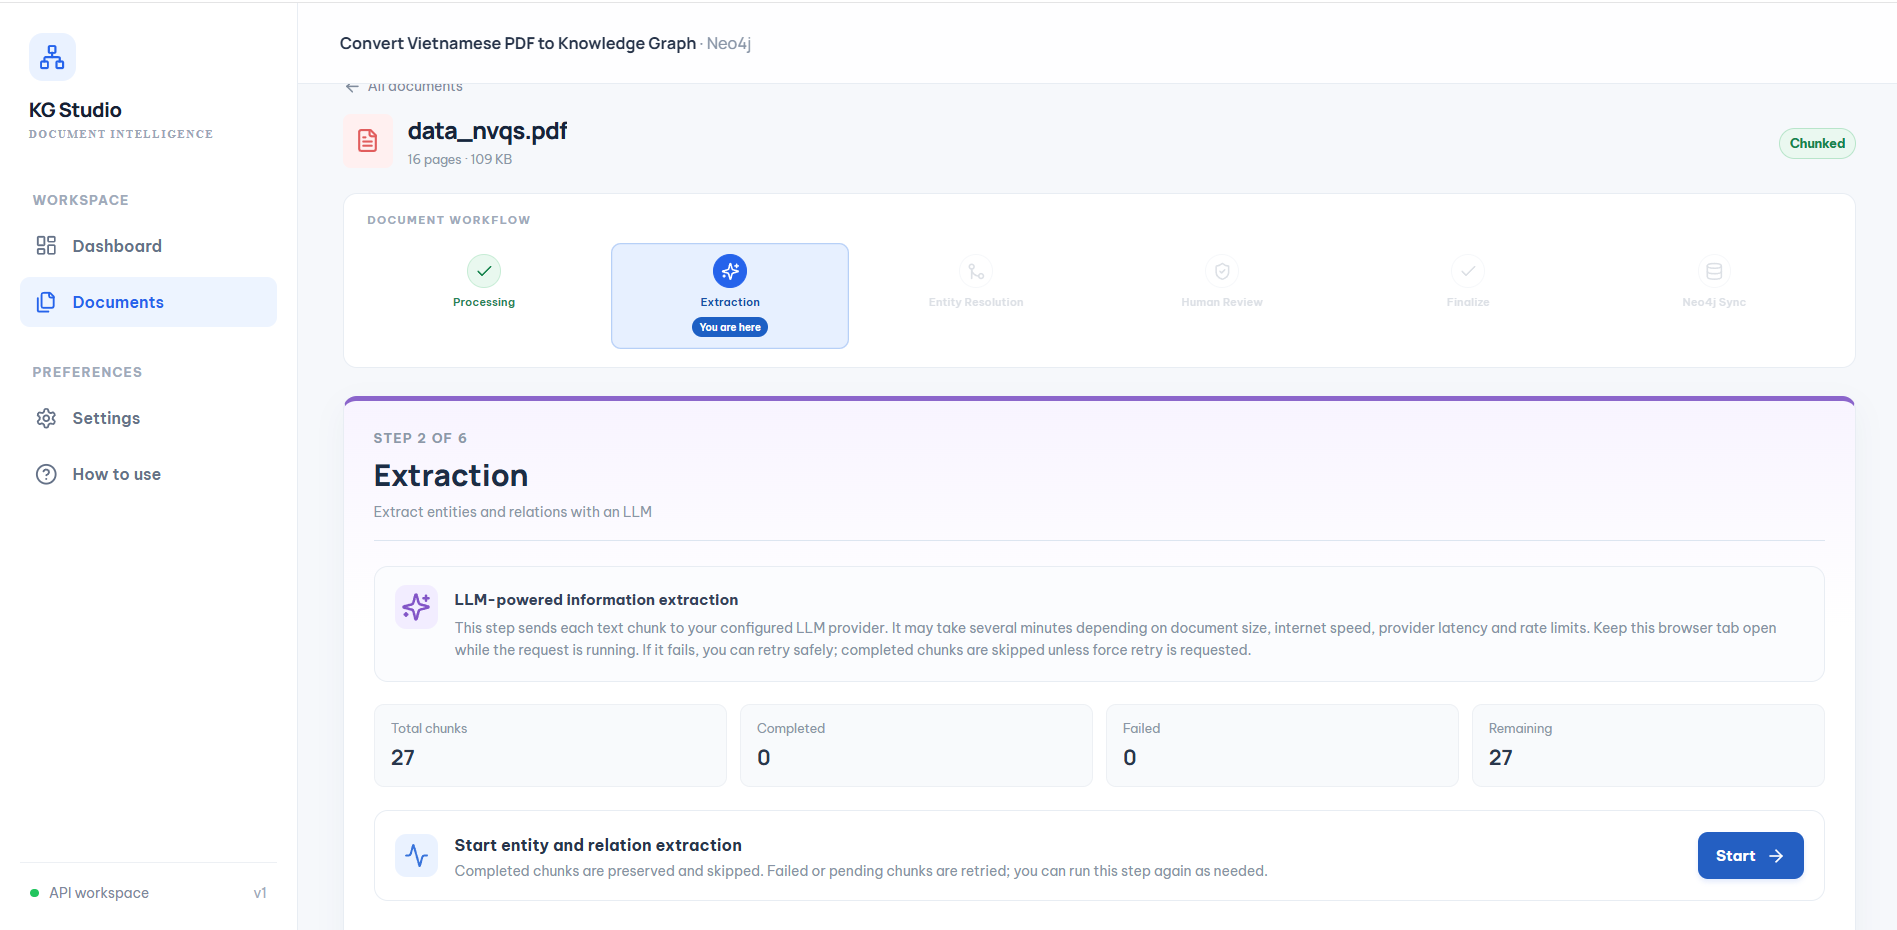 KG Studio
DOCUMENT INTELLIGENCE
WORKSPACE
Dashboard
Documents
PREFERENCES
Settings
How to use
API workspace
v1
Convert Vietnamese PDF to Knowledge Graph · Neo4j
All documents
data_nvqs.pdf
16 pages · 109 KB
Chunked
DOCUMENT WORKFLOW
Processing
Extraction
You are here
Entity Resolution
Human Review
Finalize
Neo4j Sync
STEP 2 OF 6
Extraction
Extract entities and relations with an LLM
LLM-powered information extraction
This step sends each text chunk to your configured LLM provider. It may take several minutes depending on document size, internet speed, provider latency and rate limits. Keep this browser tab open
while the request is running. If it fails, you can retry safely; completed chunks are skipped unless force retry is requested.
Total chunks
27
Completed
0
Failed
0
Remaining
27
Start entity and relation extraction
Completed chunks are preserved and skipped. Failed or pending chunks are retried; you can run this step again as needed.
Start